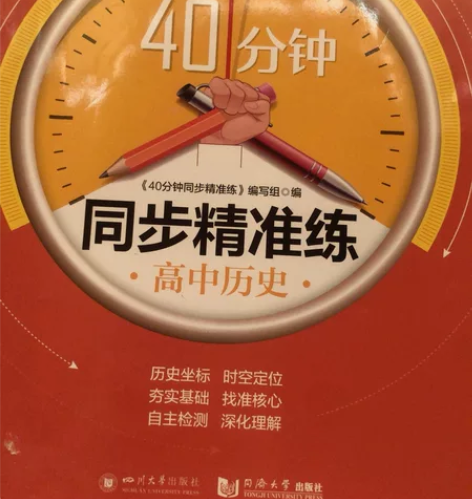 40分钟
《40分钟同步精准练》编写组◎编
同步精准练
·高中历史·
历史坐标 时空定位
夯实基础 找准核心
自主检测 深化理解
四川大学出版社 同济大学出版社
TONGJI UNIVERSITY PRESS